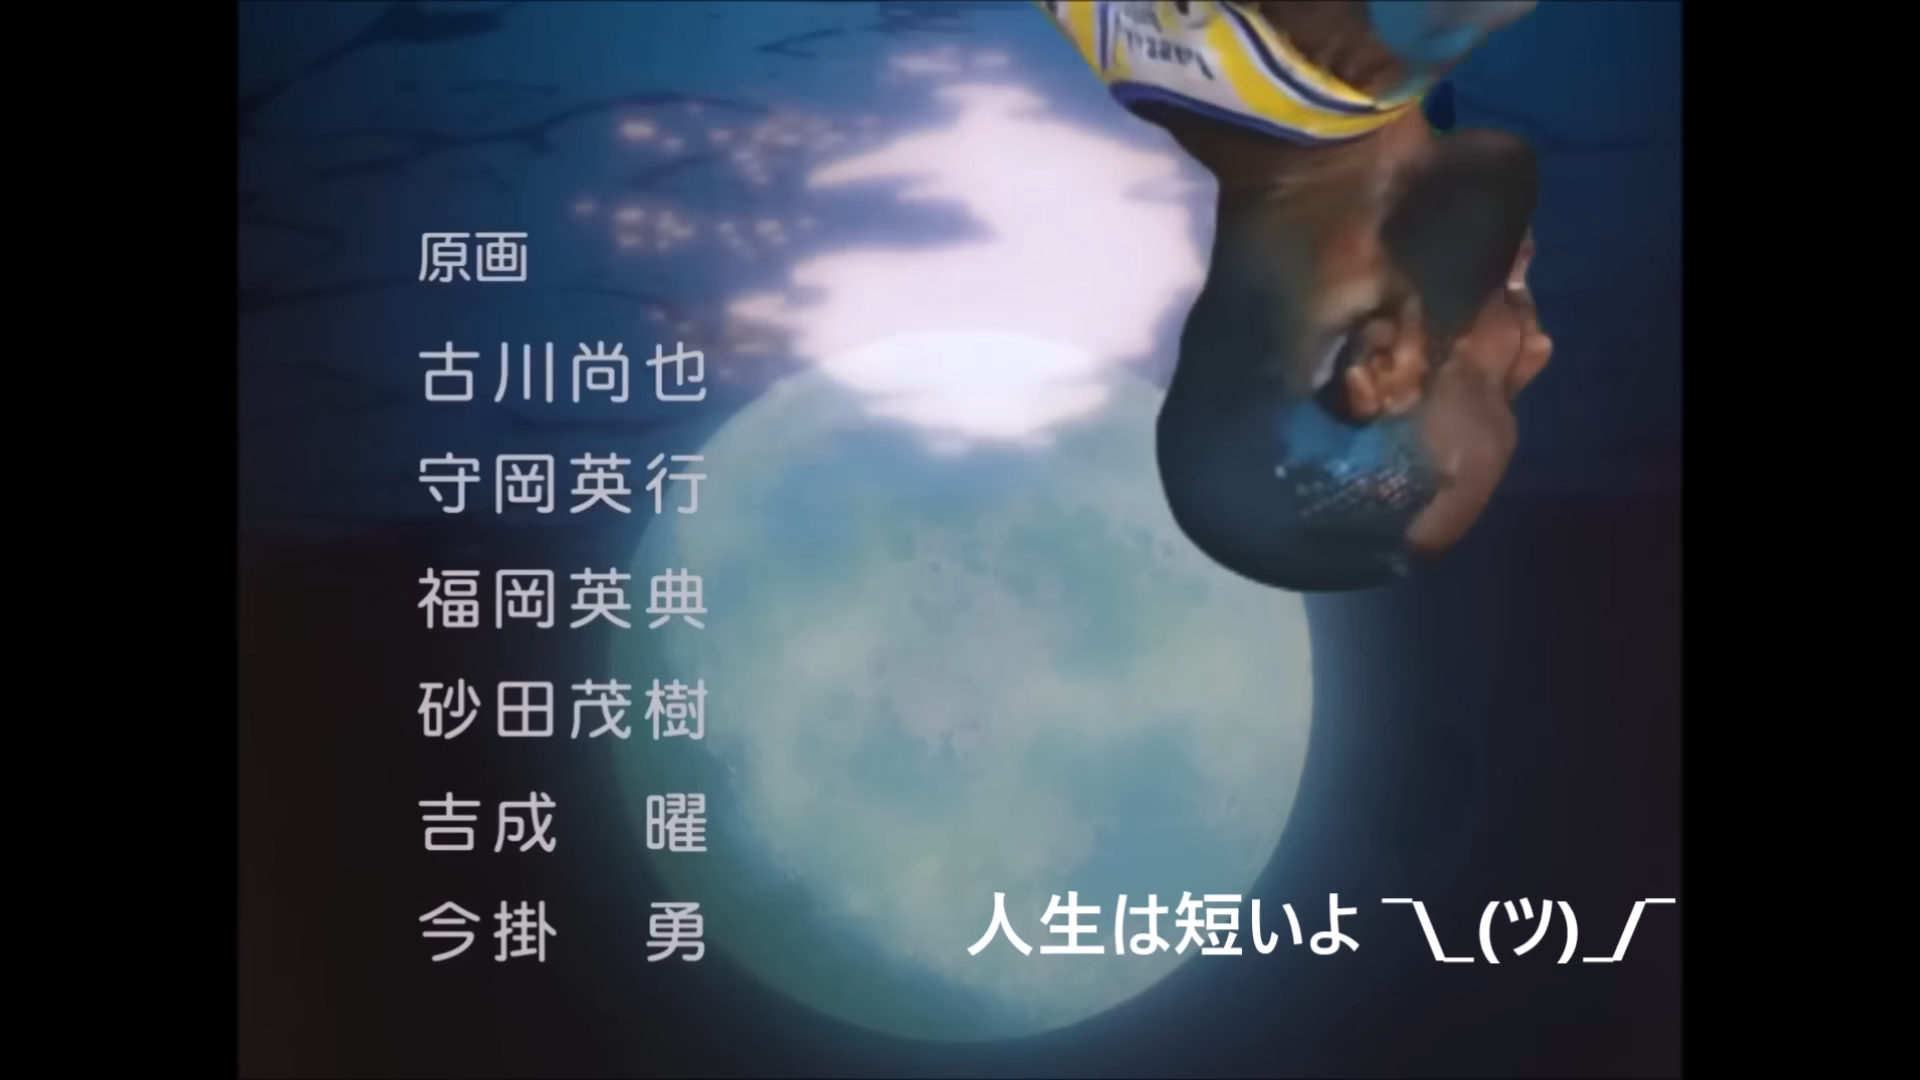 原画
古川尚也
守岡英行
福岡英典
砂田茂樹
吉成 曜
今掛 勇
人生は短いよ ¯\_(ツ)_/¯